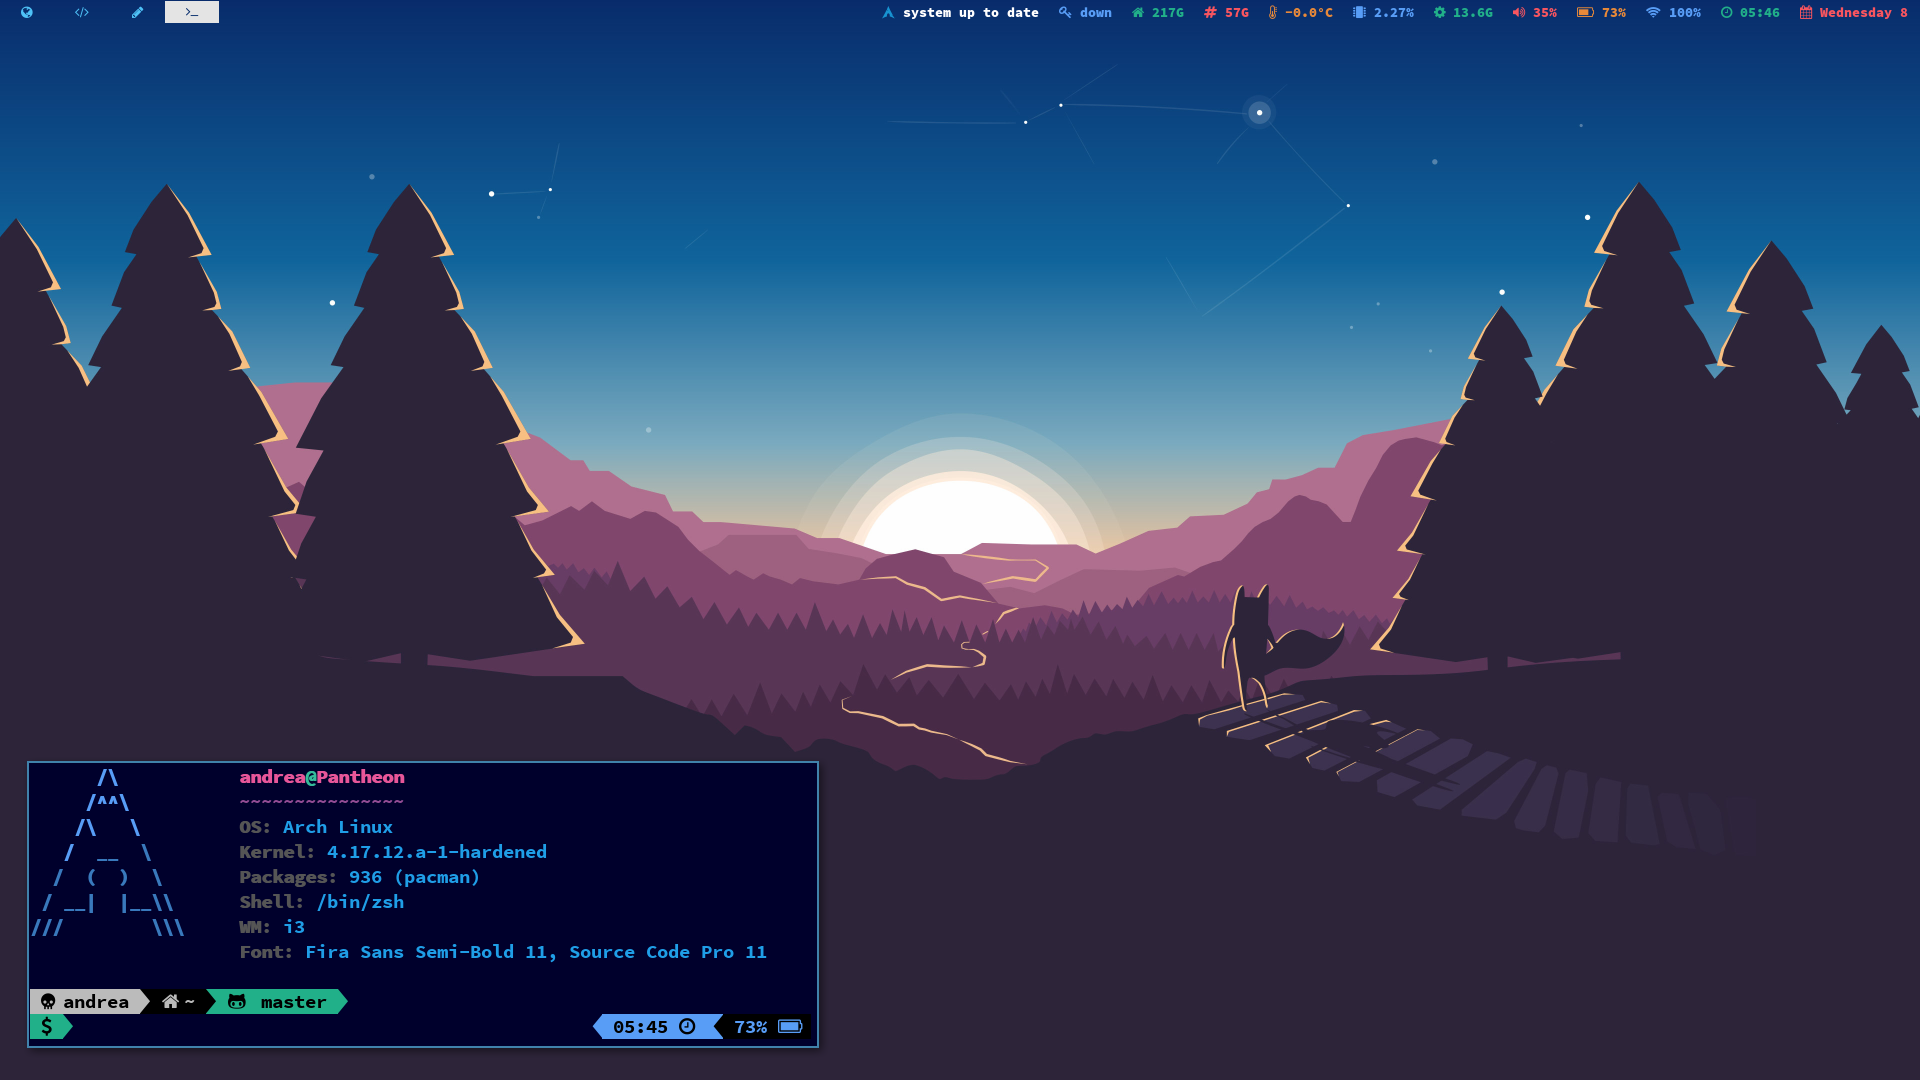 system up to date down 217G 57G -0.0°C 2.27% 13.6G 35% 73% 100% 05:46 Wednesday 8
andrea@Pantheon
~~~~~~~~~~~~~~~
OS: Arch Linux
Kernel: 4.17.12.a-1-hardened
Packages: 936 (pacman)
Shell: /bin/zsh
WM: i3
Font: Fira Sans Semi-Bold 11, Source Code Pro 11
andrea ~ master
$ 05:45 73%